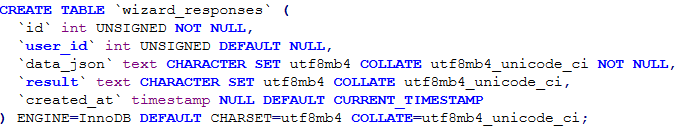 CREATE TABLE `wizard_responses` (
`id` int UNSIGNED NOT NULL,
`user_id` int UNSIGNED DEFAULT NULL,
`data_json` text CHARACTER SET utf8mb4 COLLATE utf8mb4_unicode_ci NOT NULL,
`result` text CHARACTER SET utf8mb4 COLLATE utf8mb4_unicode_ci,
`created_at` timestamp NULL DEFAULT CURRENT_TIMESTAMP
) ENGINE=InnoDB DEFAULT CHARSET=utf8mb4 COLLATE=utf8mb4_unicode_ci;